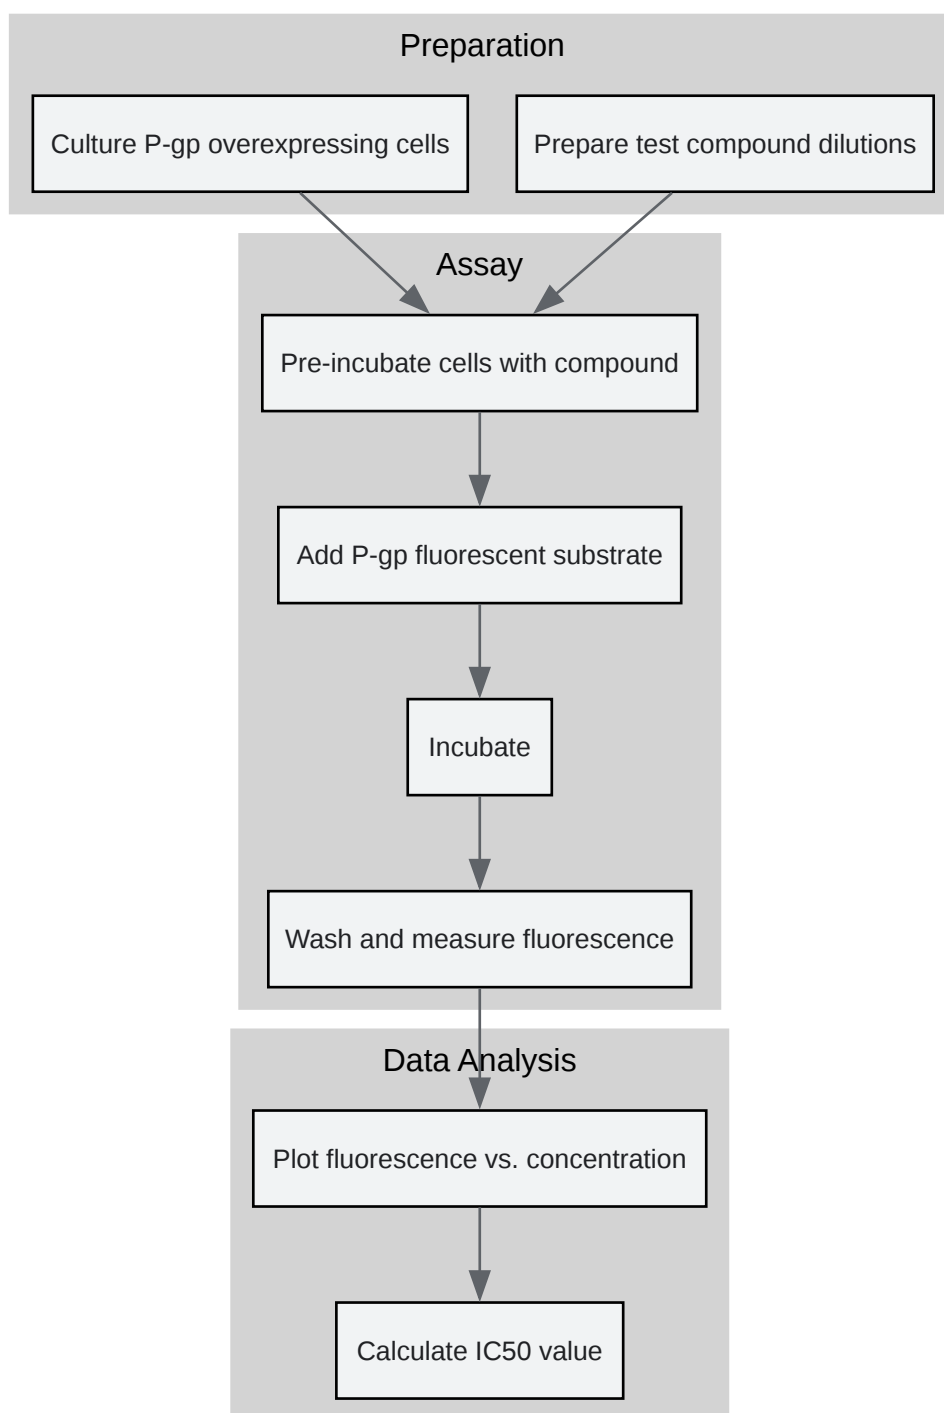 Preparation
Culture P-gp overexpressing cells
Prepare test compound dilutions
Assay
Pre-incubate cells with compound
Add P-gp fluorescent substrate
Incubate
Wash and measure fluorescence
Data Analysis
Plot fluorescence vs. concentration
Calculate IC50 value